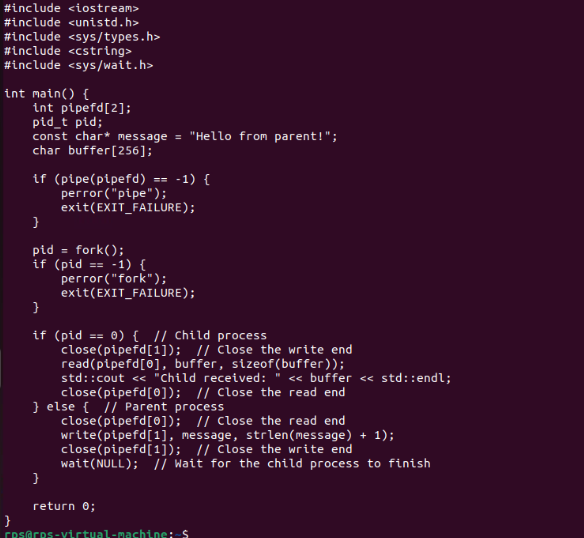 #include <iostream>
#include <unistd.h>
#include <sys/types.h>
#include <cstring>
#include <sys/wait.h>

int main() {
    int pipefd[2];
    pid_t pid;
    const char* message = "Hello from parent!";
    char buffer[256];

    if (pipe(pipefd) == -1) {
        perror("pipe");
        exit(EXIT_FAILURE);
    }

    pid = fork();
    if (pid == -1) {
        perror("fork");
        exit(EXIT_FAILURE);
    }

    if (pid == 0) {  // Child process
        close(pipefd[1]);  // Close the write end
        read(pipefd[0], buffer, sizeof(buffer));
        std::cout << "Child received: " << buffer << std::endl;
        close(pipefd[0]);  // Close the read end
    } else {  // Parent process
        close(pipefd[0]);  // Close the read end
        write(pipefd[1], message, strlen(message) + 1);
        close(pipefd[1]);  // Close the write end
        wait(NULL);  // Wait for the child process to finish
    }

    return 0;
}
rps@rps-virtual-machine:~$